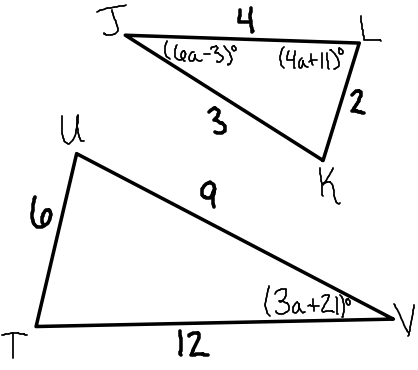 J 4 L
(6a-3)° (4a+11)°
3 2
K
U
6 9
(3a+21)°
T 12 V